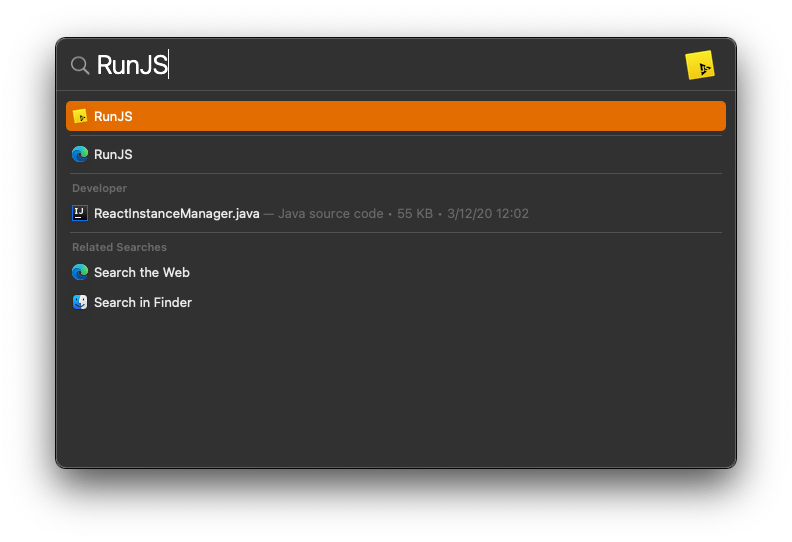 RunJS
RunJS
RunJS
Developer
ReactInstanceManager.java — Java source code • 55 KB • 3/12/20 12:02
Related Searches
Search the Web
Search in Finder